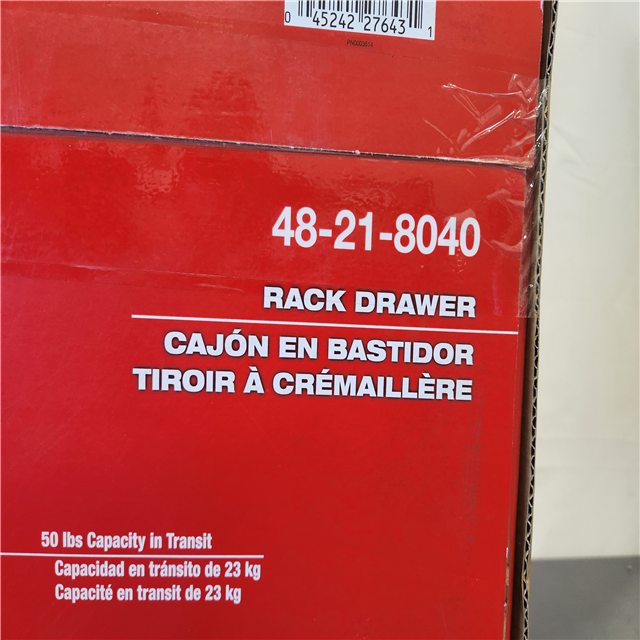 0 45242 27643 1
PN0003614
48-21-8040
RACK DRAWER
CAJÓN EN BASTIDOR
TIROIR À CRÉMAILLÈRE
50 lbs Capacity in Transit
Capacidad en tránsito de 23 kg
Capacité en transit de 23 kg